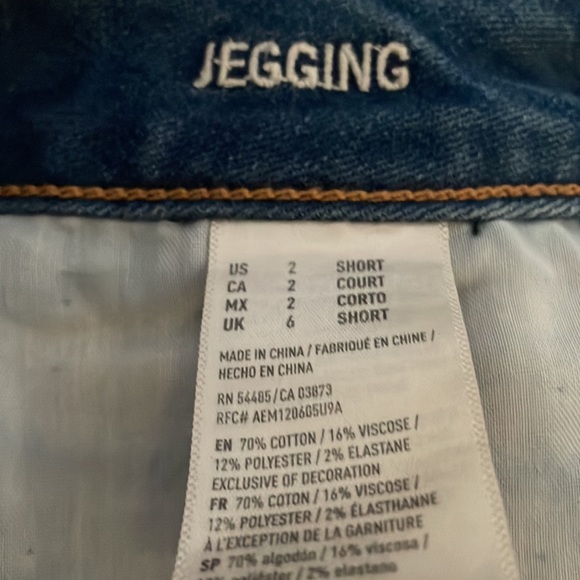 JEGGING
US 2 SHORT
CA 2 COURT
MX 2 CORTO
UK 6 SHORT
MADE IN CHINA / FABRIQUÉ EN CHINE /
HECHO EN CHINA
RN 54485/CA 03873
RFC# AEM120605U9A
EN 70% COTTON / 16% VISCOSE /
12% POLYESTER / 2% ELASTANE
EXCLUSIVE OF DECORATION
FR 70% COTON / 16% VISCOSE /
12% POLYESTER / 2% ÉLASTHANNE
À L'EXCEPTION DE LA GARNITURE
SP 70% algodón / 16% viscosa /
poliéster / 2% elastano